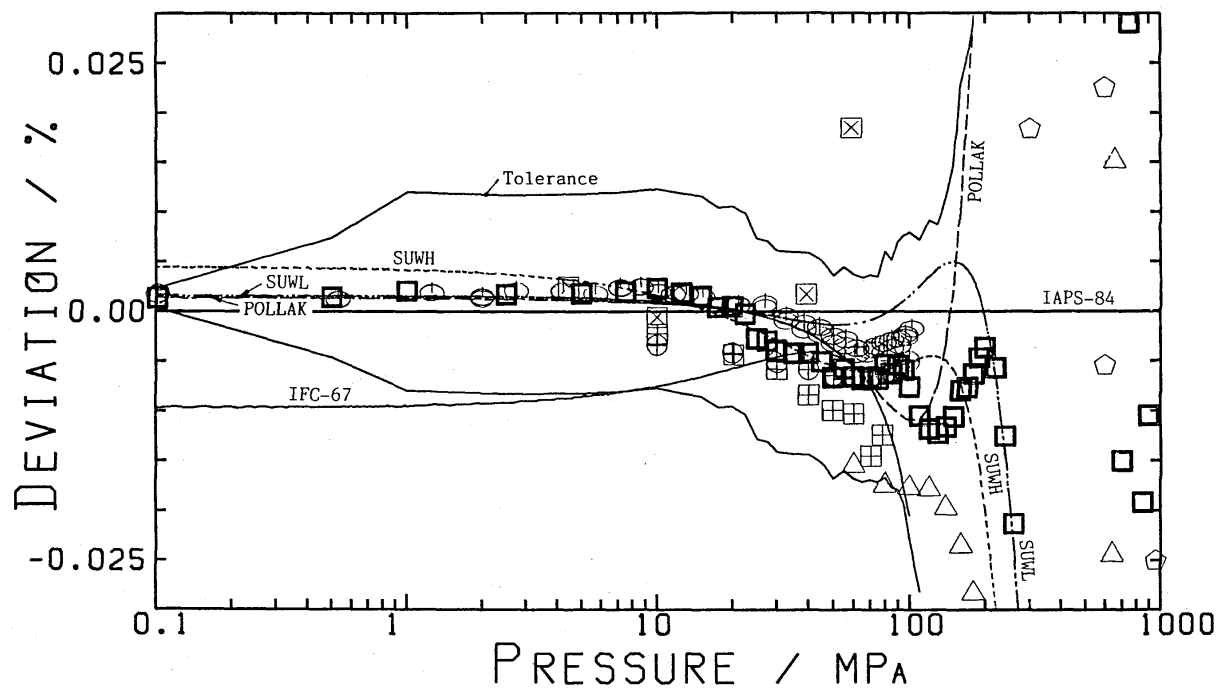 0.025
Tolerance
POLLAK
SUWH
SUWL
0.00
POLLAK
IAPS-84
IFC-67
SUWH
SUWL
-0.025
0.1 1 10 100 1000
DEVIATION / %
PRESSURE / MPA